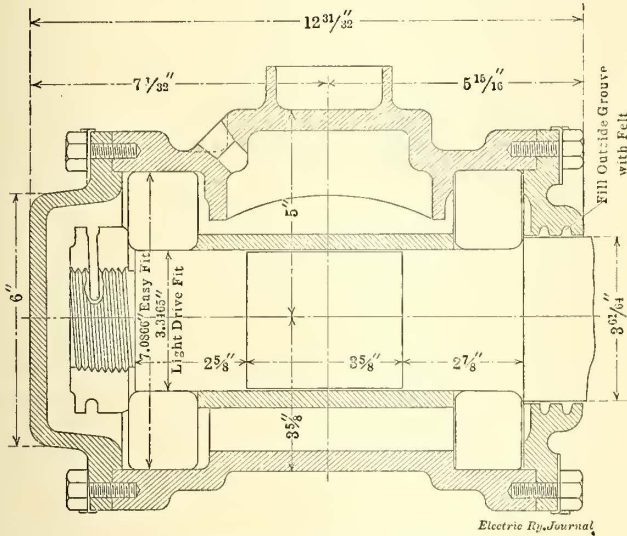 12 31/32"
7 1/32"
5 15/16"
Fill Outside Grouve
with Felt
5"
6"
7.0866" Easy Fit
3.3465"
Light Drive Fit
2 5/8"
3 5/8"
2 7/8"
3 61/64"
3 5/8"
Electric Ry. Journal